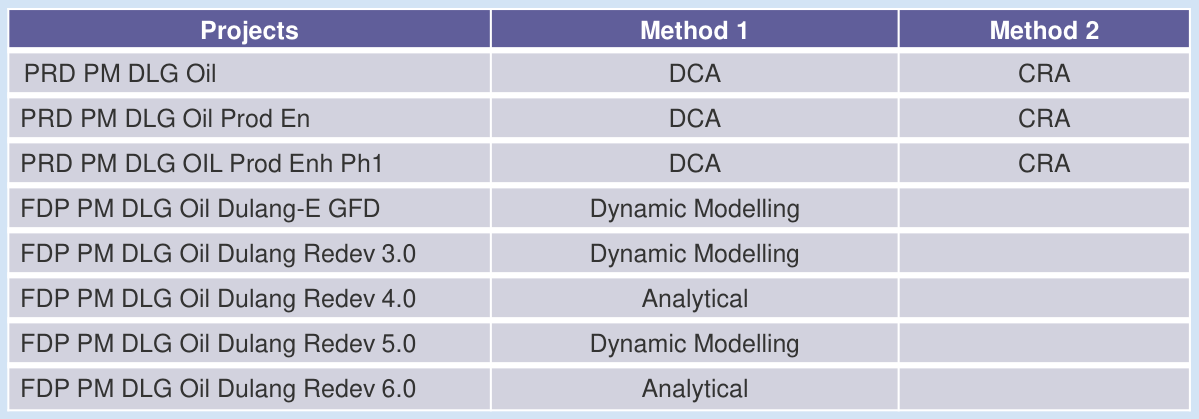 Projects Method 1 Method 2
PRD PM DLG Oil DCA CRA
PRD PM DLG Oil Prod En DCA CRA
PRD PM DLG OIL Prod Enh Ph1 DCA CRA
FDP PM DLG Oil Dulang-E GFD Dynamic Modelling
FDP PM DLG Oil Dulang Redev 3.0 Dynamic Modelling
FDP PM DLG Oil Dulang Redev 4.0 Analytical
FDP PM DLG Oil Dulang Redev 5.0 Dynamic Modelling
FDP PM DLG Oil Dulang Redev 6.0 Analytical